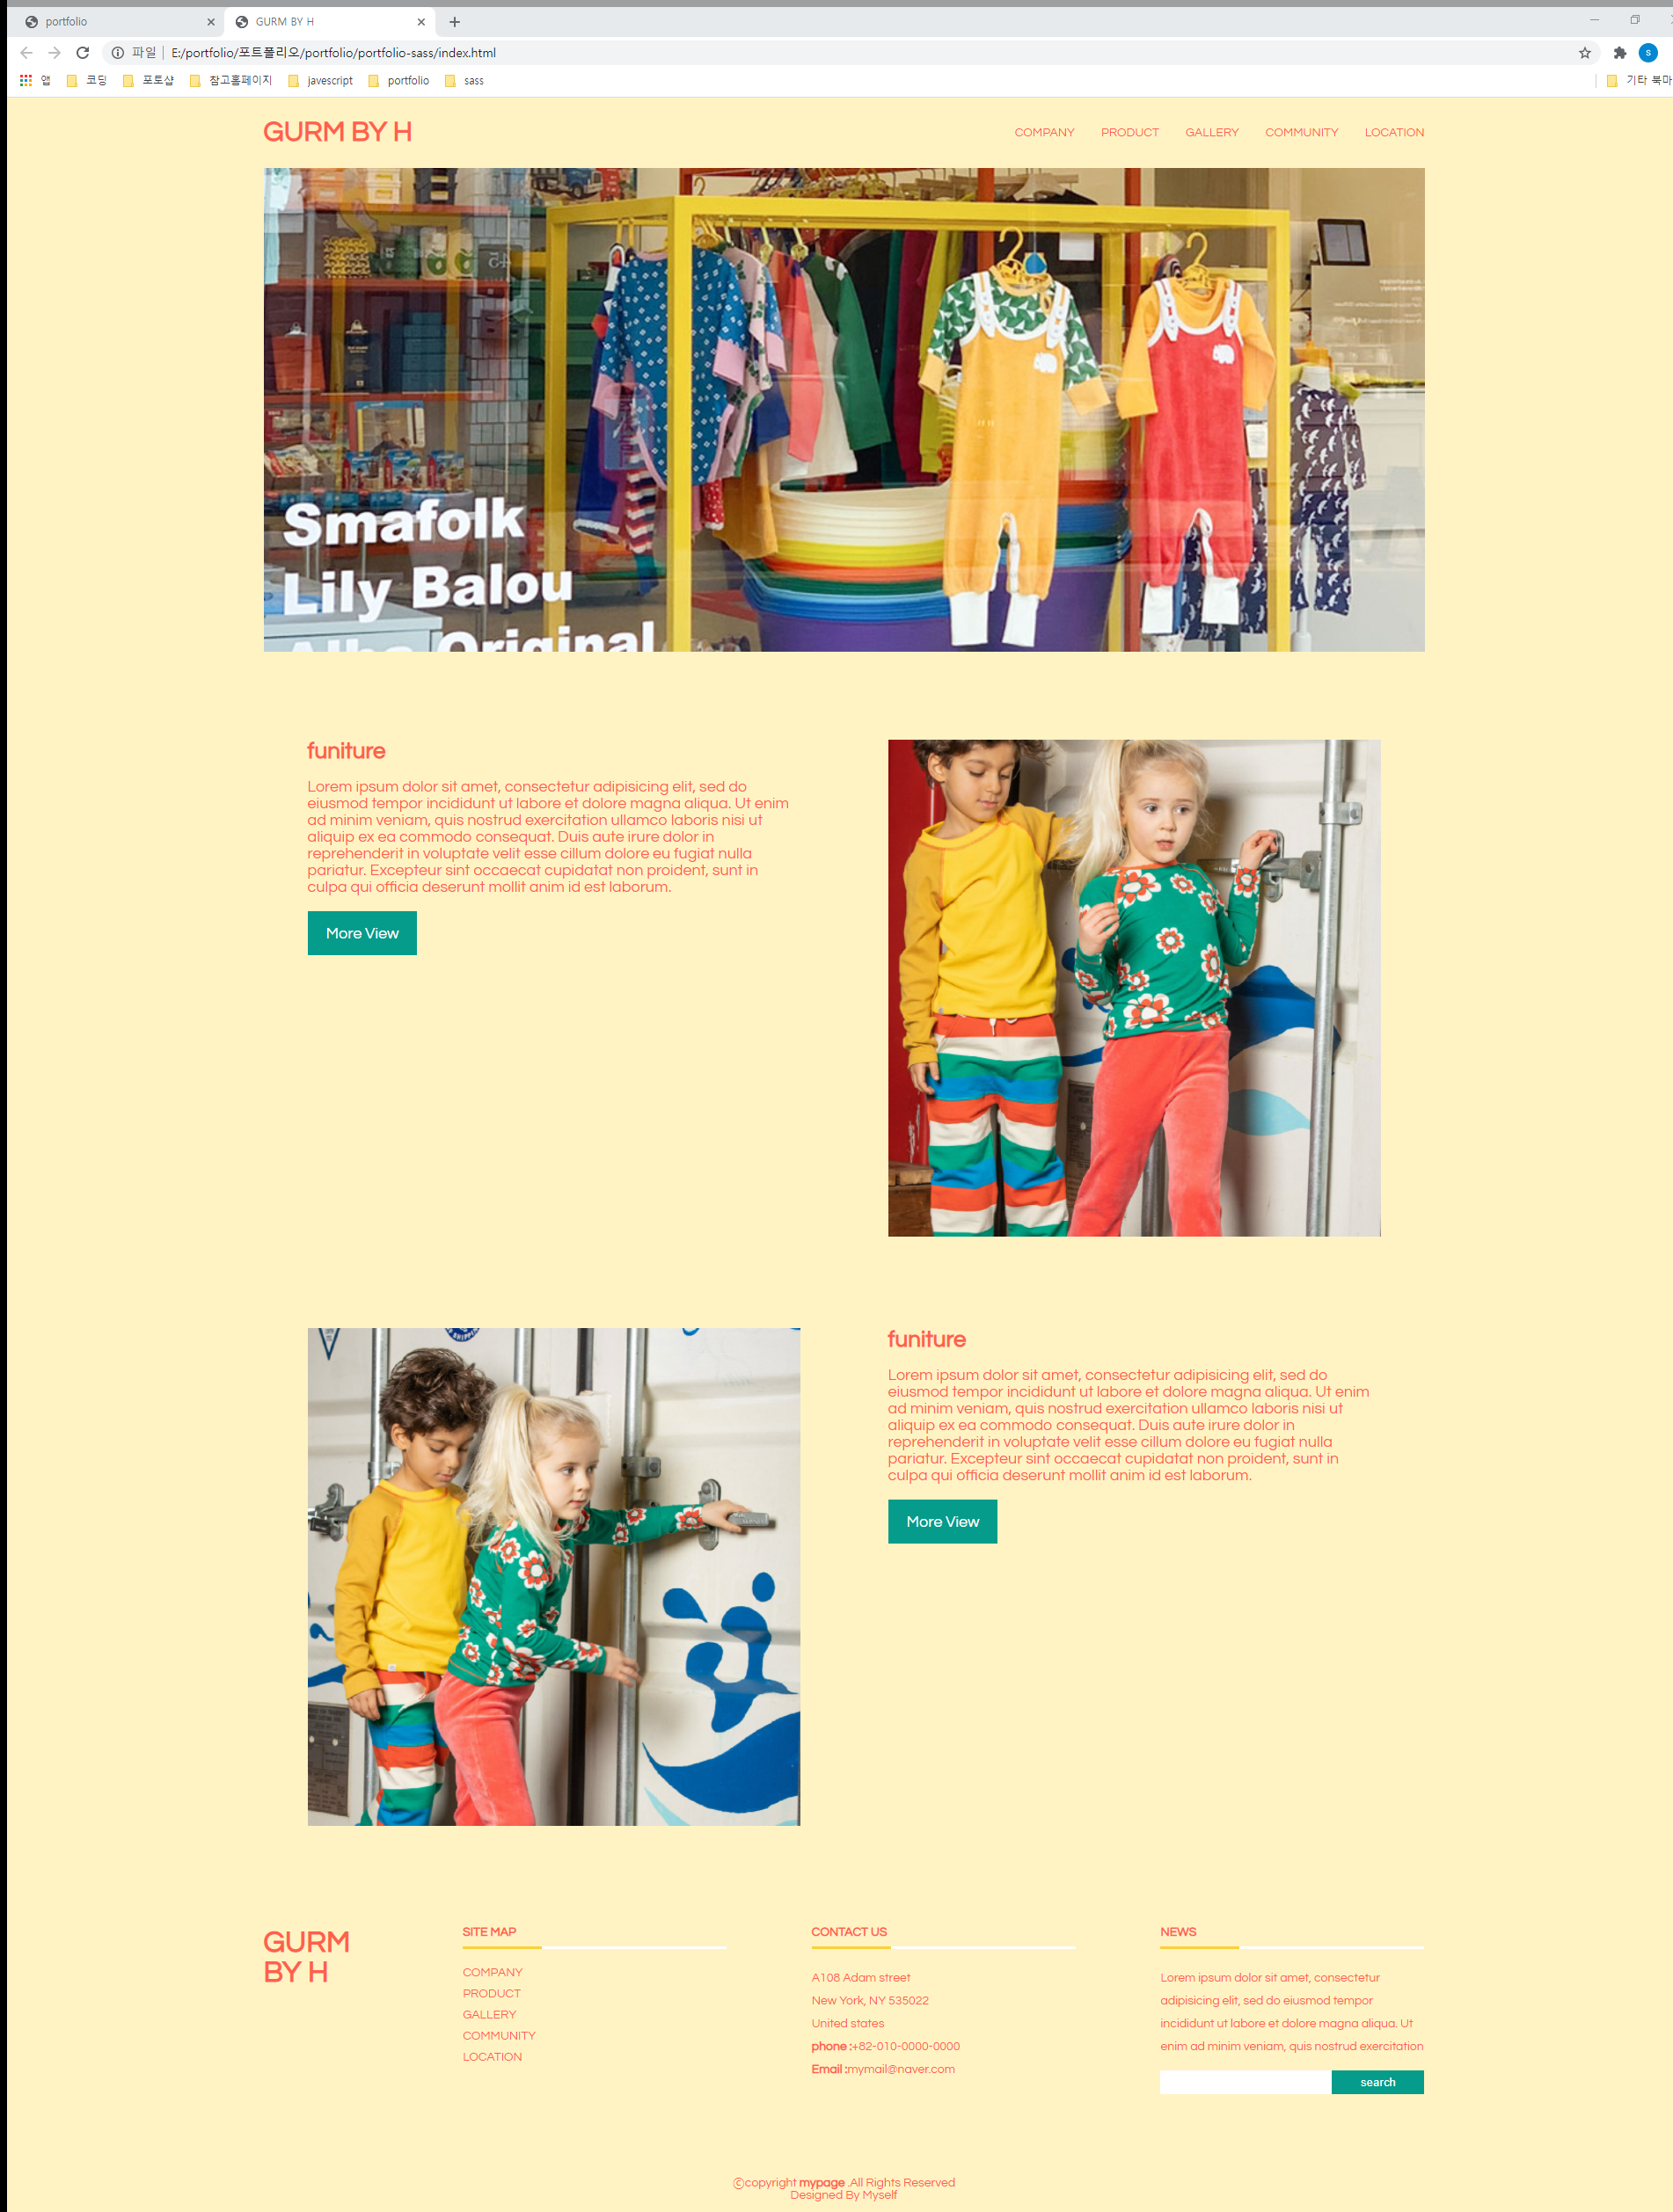 portfolio
GURM BY H
파일 E:/portfolio/포트폴리오/portfolio/portfolio-sass/index.html
S
앱 코딩 포토샵 참고홈페이지 javescript portfolio sass
기타 북마
GURM BY H
COMPANY PRODUCT GALLERY COMMUNITY LOCATION
Smafolk
Lily Balou
Alba Original
funiture
Lorem ipsum dolor sit amet, consectetur adipisicing elit, sed do
eiusmod tempor incididunt ut labore et dolore magna aliqua. Ut enim
ad minim veniam, quis nostrud exercitation ullamco laboris nisi ut
aliquip ex ea commodo consequat. Duis aute irure dolor in
reprehenderit in voluptate velit esse cillum dolore eu fugiat nulla
pariatur. Excepteur sint occaecat cupidatat non proident, sunt in
culpa qui officia deserunt mollit anim id est laborum.
More View
funiture
Lorem ipsum dolor sit amet, consectetur adipisicing elit, sed do
eiusmod tempor incididunt ut labore et dolore magna aliqua. Ut enim
ad minim veniam, quis nostrud exercitation ullamco laboris nisi ut
aliquip ex ea commodo consequat. Duis aute irure dolor in
reprehenderit in voluptate velit esse cillum dolore eu fugiat nulla
pariatur. Excepteur sint occaecat cupidatat non proident, sunt in
culpa qui officia deserunt mollit anim id est laborum.
More View
GURM
BY H
SITE MAP
COMPANY
PRODUCT
GALLERY
COMMUNITY
LOCATION
CONTACT US
A108 Adam street
New York, NY 535022
United states
phone :+82-010-0000-0000
Email :mymail@naver.com
NEWS
Lorem ipsum dolor sit amet, consectetur
adipisicing elit, sed do eiusmod tempor
incididunt ut labore et dolore magna aliqua. Ut
enim ad minim veniam, quis nostrud exercitation
search
©copyright mypage .All Rights Reserved
Designed By Myself